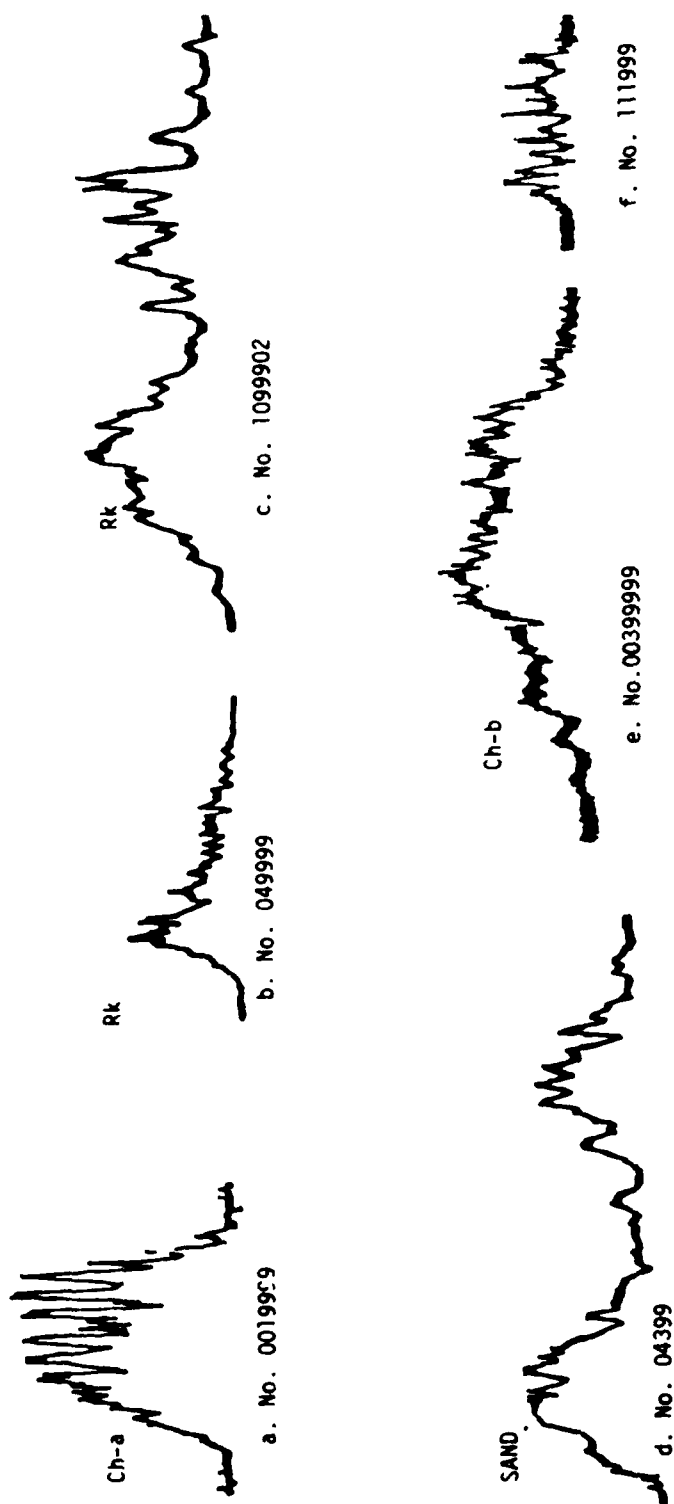 Ch-a
a. No. 0019999
Rk
b. No. 049999
Rk
c. No. 1099902
SAND.
d. No. 04399
Ch-b
e. No.00399999
f. No. 111999